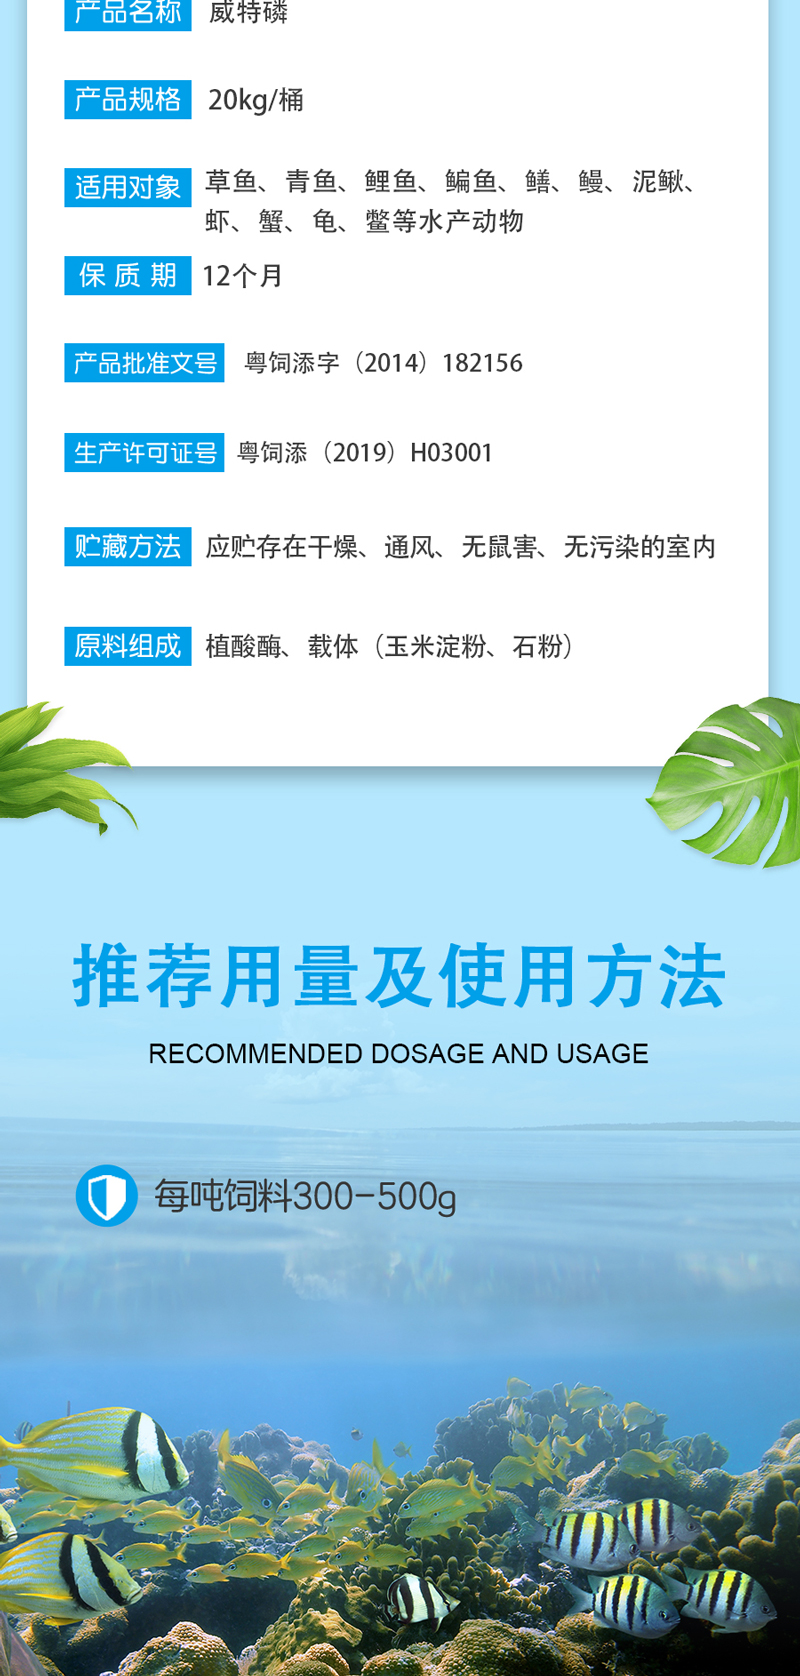 产品名称 威特磷
产品规格 20kg/桶
适用对象 草鱼、青鱼、鲤鱼、鳊鱼、鳝、鳗、泥鳅、
虾、蟹、龟、鳖等水产动物
保质期 12个月
产品批准文号 粤饲添字（2014）182156
生产许可证号 粤饲添（2019）H03001
贮藏方法 应贮存在干燥、通风、无鼠害、无污染的室内
原料组成 植酸酶、载体（玉米淀粉、石粉）
推荐用量及使用方法
RECOMMENDED DOSAGE AND USAGE
每吨饲料300-500g